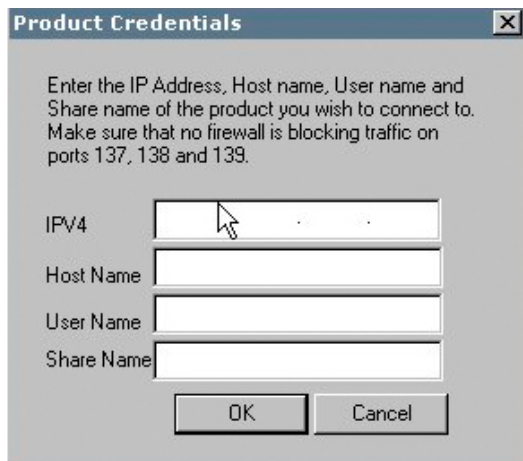 Product Credentials
Enter the IP Address, Host name, User name and
Share name of the product you wish to connect to.
Make sure that no firewall is blocking traffic on
ports 137, 138 and 139.
IPV4 . .
Host Name
User Name
Share Name
OK Cancel